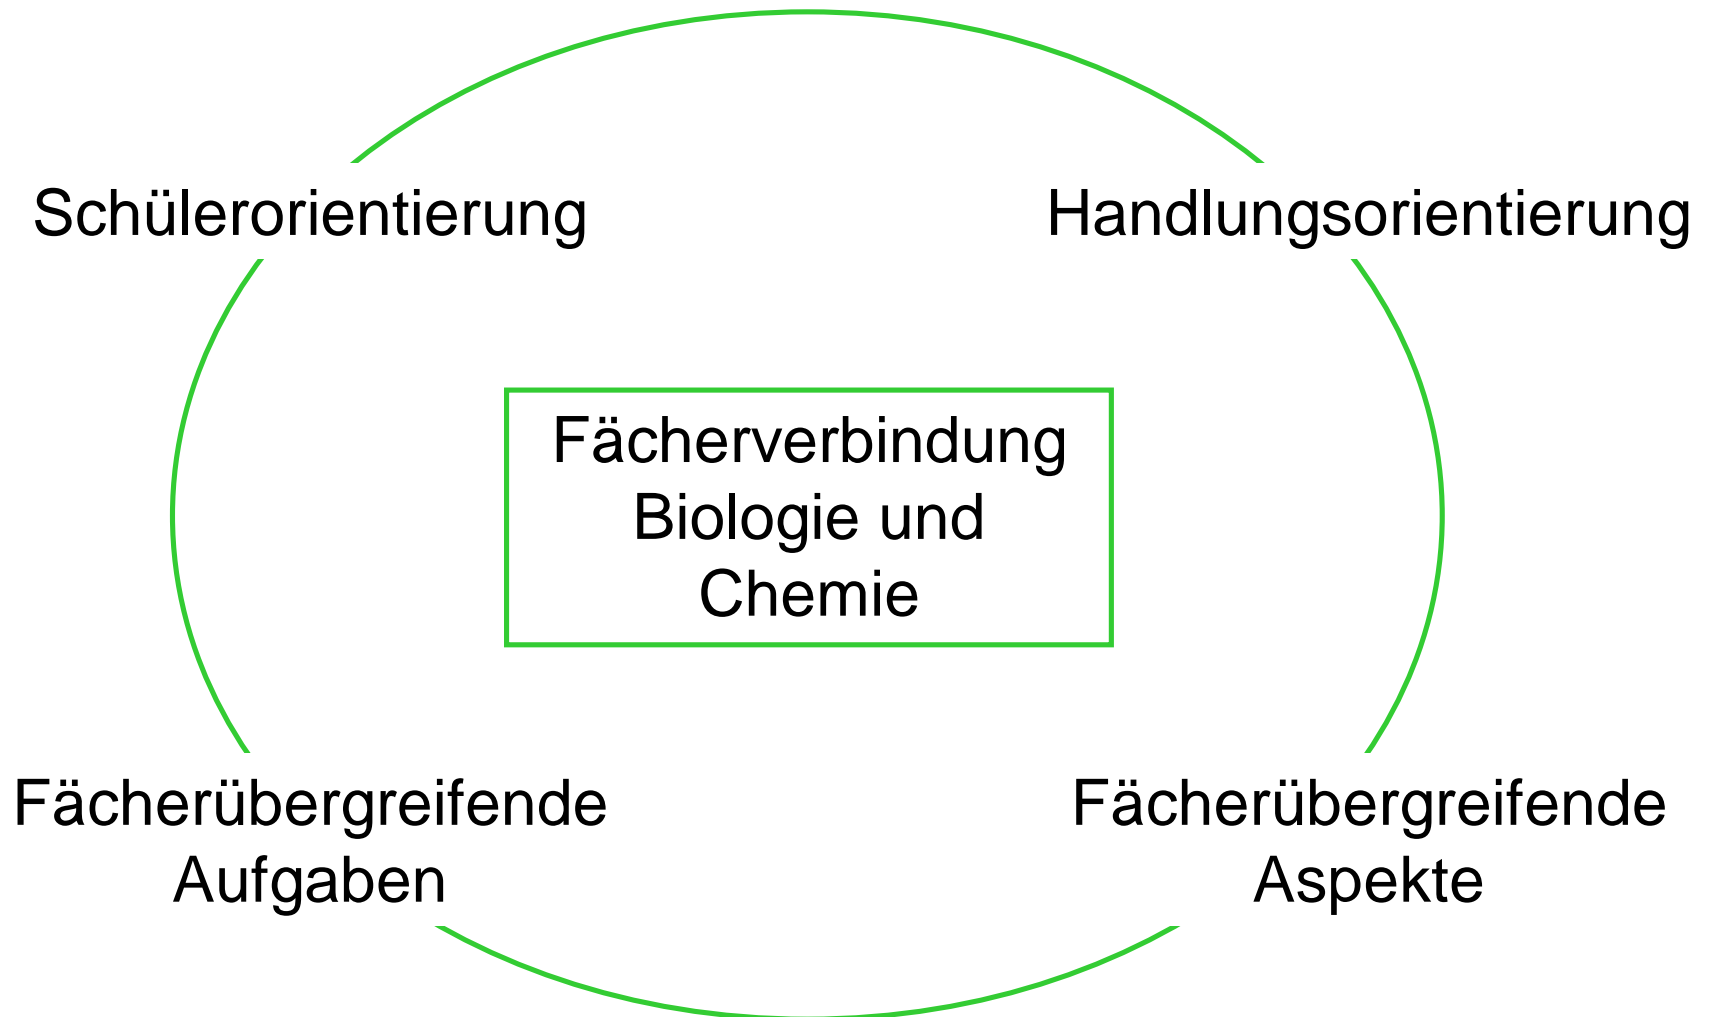 Schülerorientierung
Handlungsorientierung
Fächerverbindung
Biologie und
Chemie
Fächerübergreifende
Aufgaben
Fächerübergreifende
Aspekte